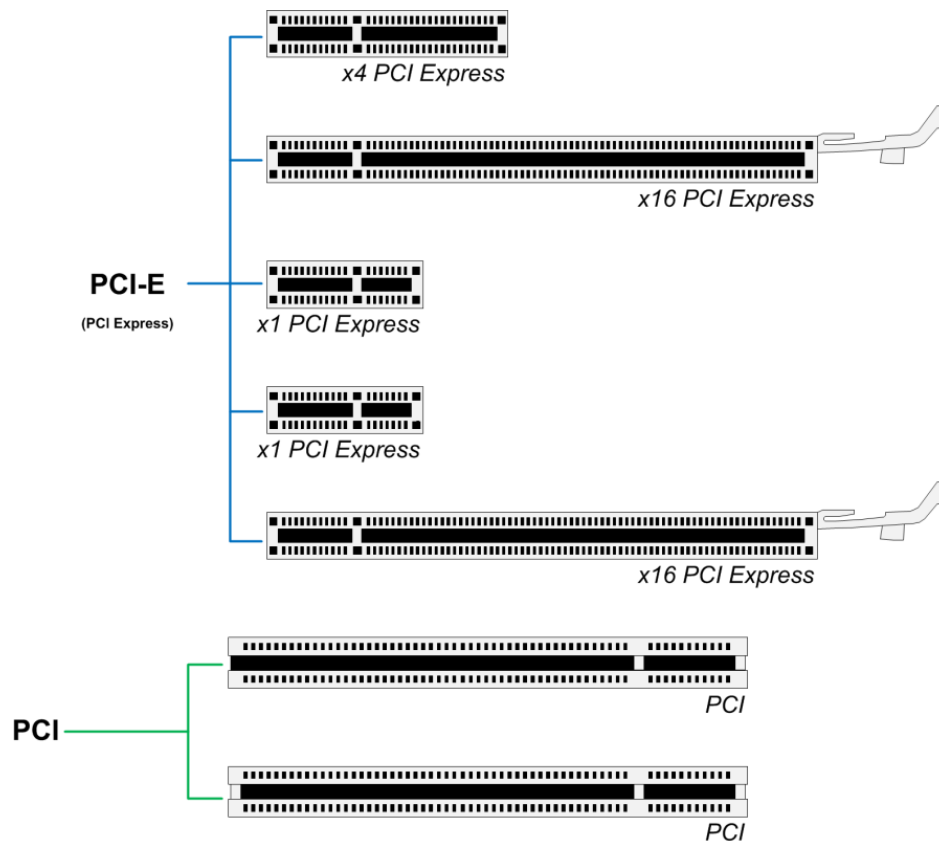 x4 PCI Express
x16 PCI Express
PCI-E
(PCI Express)
x1 PCI Express
x1 PCI Express
x16 PCI Express
PCI
PCI
PCI